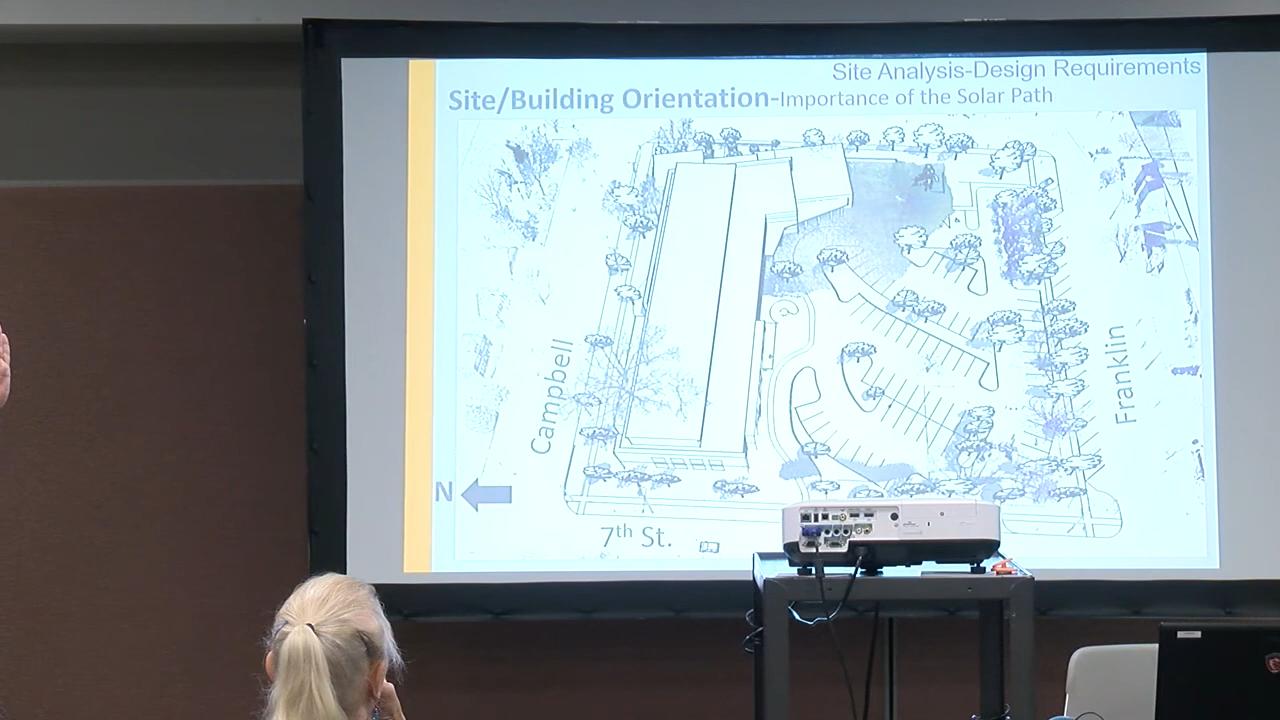 Site Analysis-Design Requirements
Site/Building Orientation-Importance of the Solar Path
Campbell
Franklin
N
7th St.